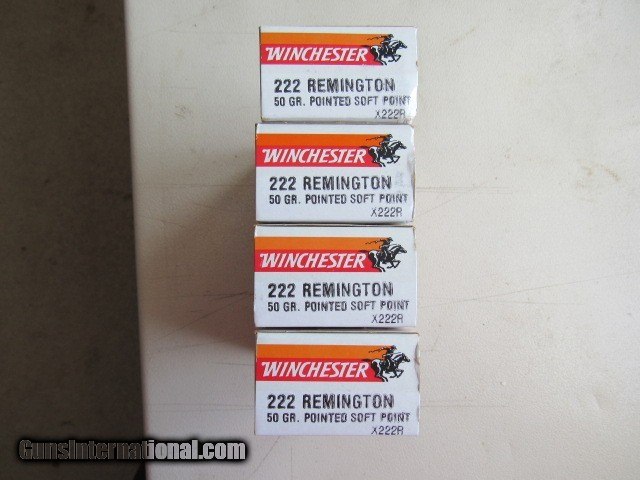 WINCHESTER
222 REMINGTON
50 GR. POINTED SOFT POINT
X222R
WINCHESTER
222 REMINGTON
50 GR. POINTED SOFT POINT
X222R
WINCHESTER
222 REMINGTON
50 GR. POINTED SOFT POINT
X222R
WINCHESTER
222 REMINGTON
50 GR. POINTED SOFT POINT
X222R
GunsInternational.com